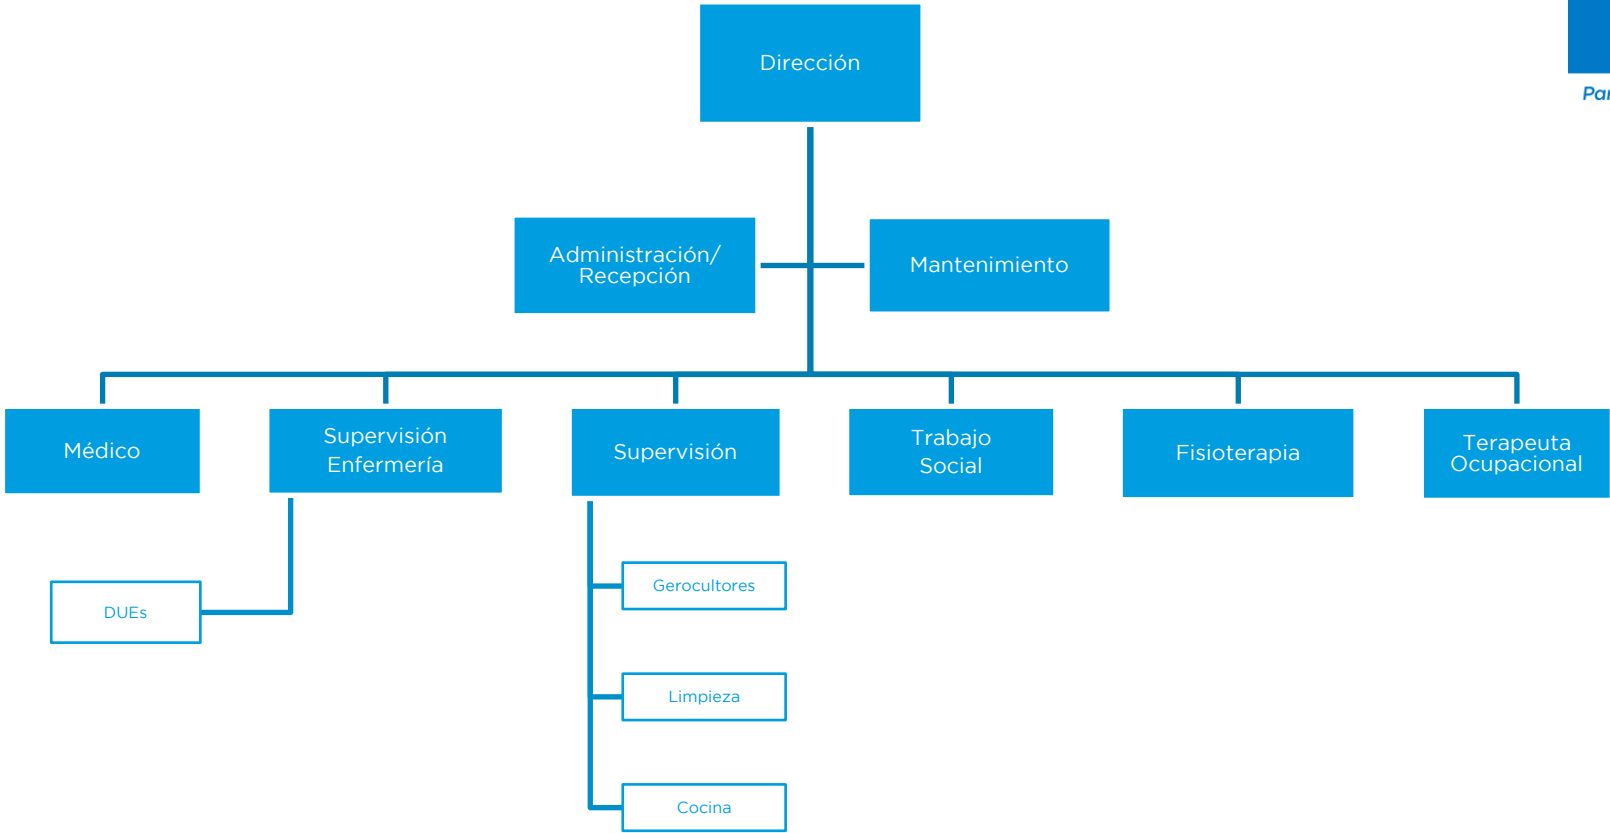 Dirección
Administración/
Recepción
Mantenimiento
Médico
Supervisión
Enfermería
Supervisión
Trabajo
Social
Fisioterapia
Terapeuta
Ocupacional
DUEs
Gerocultores
Limpieza
Cocina